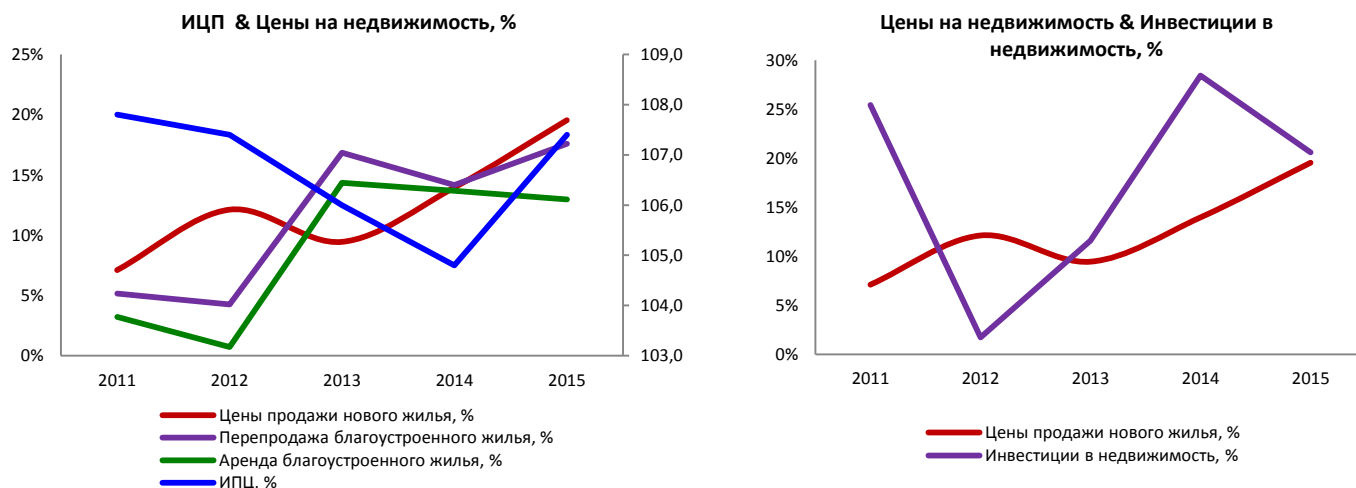 ИЦП & Цены на недвижимость, %
25%
20%
15%
10%
5%
0%
109,0
108,0
107,0
106,0
105,0
104,0
103,0
2011 2012 2013 2014 2015
Цены продажи нового жилья, %
Перепродажа благоустроенного жилья, %
Аренда благоустроенного жилья, %
ИПЦ, %
Цены на недвижимость & Инвестиции в
недвижимость, %
30%
25%
20%
15%
10%
5%
0%
2011 2012 2013 2014 2015
Цены продажи нового жилья, %
Инвестиции в недвижимость, %